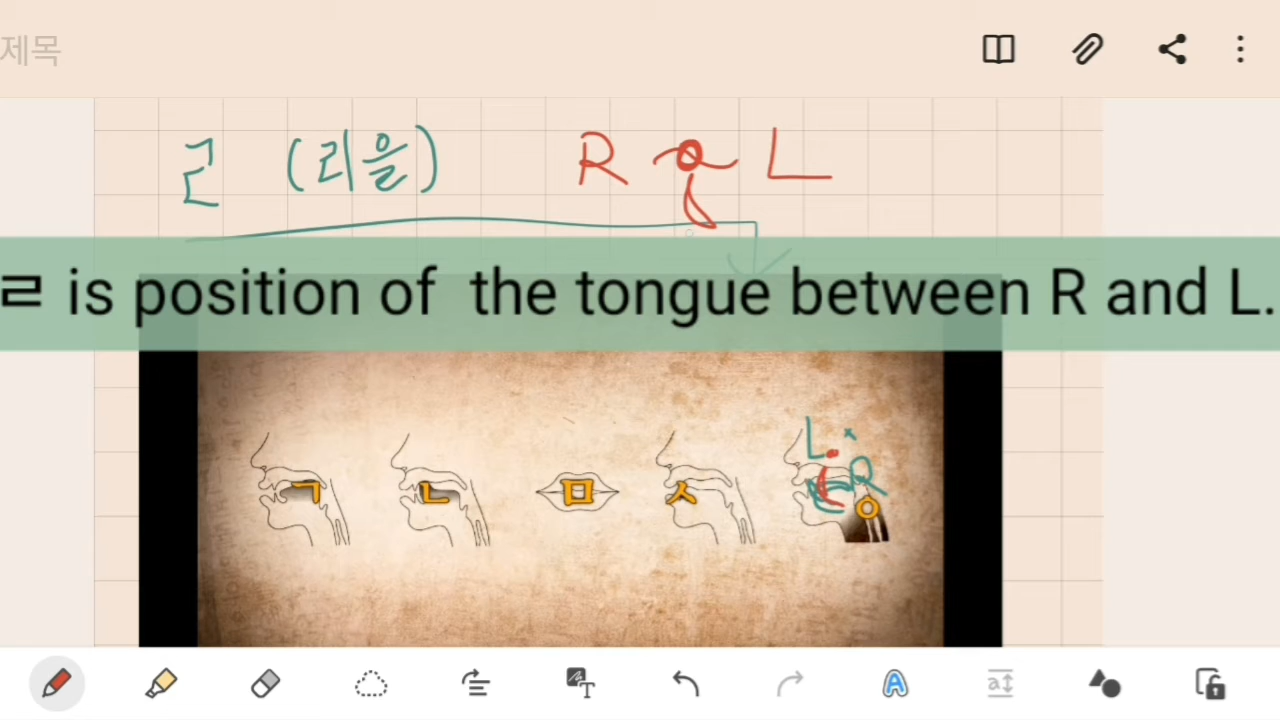 제목
ㄹ (리을) R L
ㄹ is position of the tongue between R and L.
L R
ㄱ ㄴ ㅁ ㅅ ㅇ